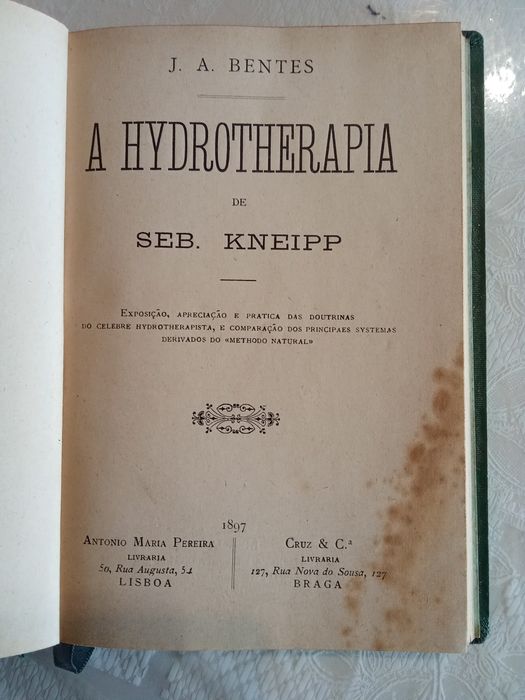 J. A. BENTES
A HYDROTHERAPIA
DE
SEB. KNEIPP
EXPOSIÇÃO, APRECIAÇÃO E PRATICA DAS DOUTRINAS
DO CELEBRE HYDROTHERAPISTA, E COMPARAÇÃO DOS PRINCIPAES SYSTEMAS
DERIVADOS DO «METHODO NATURAL»
1897
ANTONIO MARIA PEREIRA
LIVRARIA
50, Rua Augusta, 54
LISBOA
CRUZ & C.ª
LIVRARIA
127, Rua Nova do Sousa, 127
BRAGA